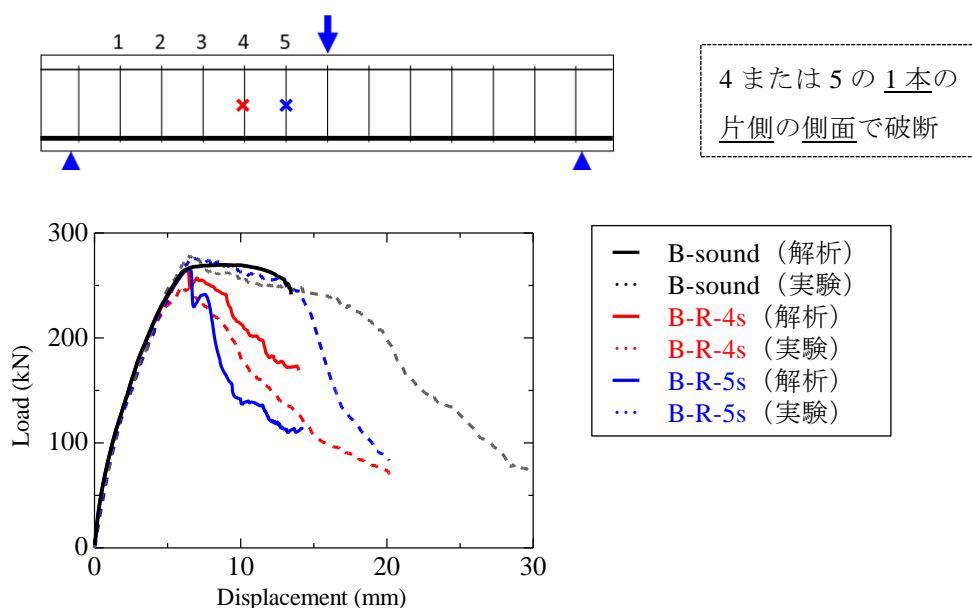 1 2 3 4 5
4 または 5 の 1 本の
片側の側面で破断
300
200
100
0
Load (kN)
0 10 20 30
Displacement (mm)
B-sound（解析）
B-sound（実験）
B-R-4s（解析）
B-R-4s（実験）
B-R-5s（解析）
B-R-5s（実験）